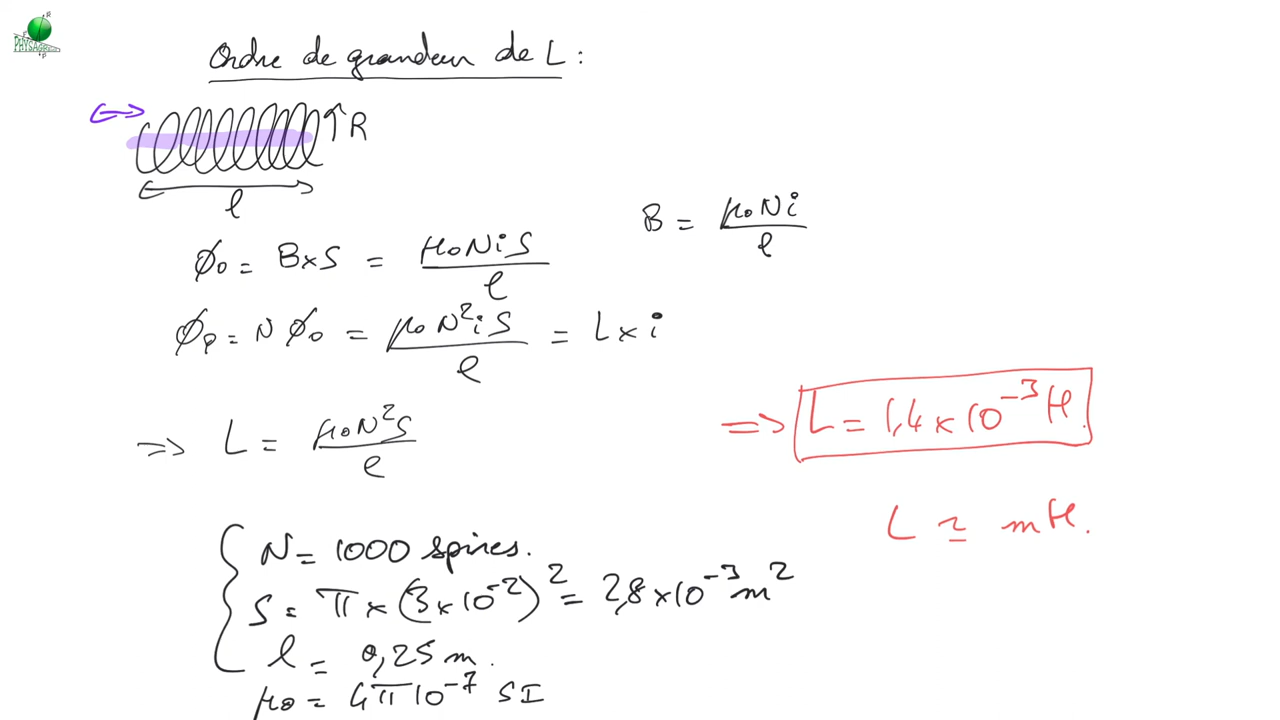 Ordre de grandeur de L :
R
l
B = μ₀Ni / l
ϕ₀ = B×S = μ₀NiS / l
ϕₚ = N ϕ₀ = μ₀N²iS / l = L × i
=> L = μ₀N²S / l
=> L = 1,4 × 10⁻³ H.
L ≃ mH.
N = 1000 spires.
S = π × (3 × 10⁻²)² = 2,8 × 10⁻³ m²
l = 0,25 m.
μ₀ = 4π10⁻⁷ SI